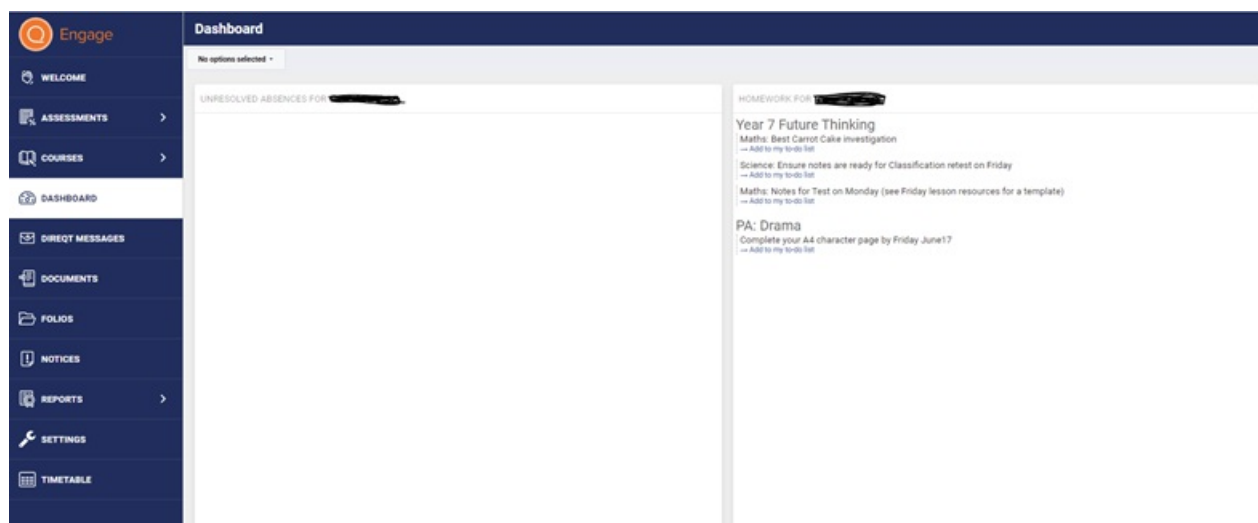 Engage
WELCOME
ASSESSMENTS
COURSES
DASHBOARD
DIREQT MESSAGES
DOCUMENTS
FOLIOS
NOTICES
REPORTS
SETTINGS
TIMETABLE
Dashboard
No options selected
UNRESOLVED ABSENCES FOR
HOMEWORK FOR
Year 7 Future Thinking
Maths: Best Carrot Cake investigation
→ Add to my to-do list
Science: Ensure notes are ready for Classification retest on Friday
→ Add to my to-do list
Maths: Notes for Test on Monday (see Friday lesson resources for a template)
→ Add to my to-do list
PA: Drama
Complete your A4 character page by Friday June17
→ Add to my to-do list